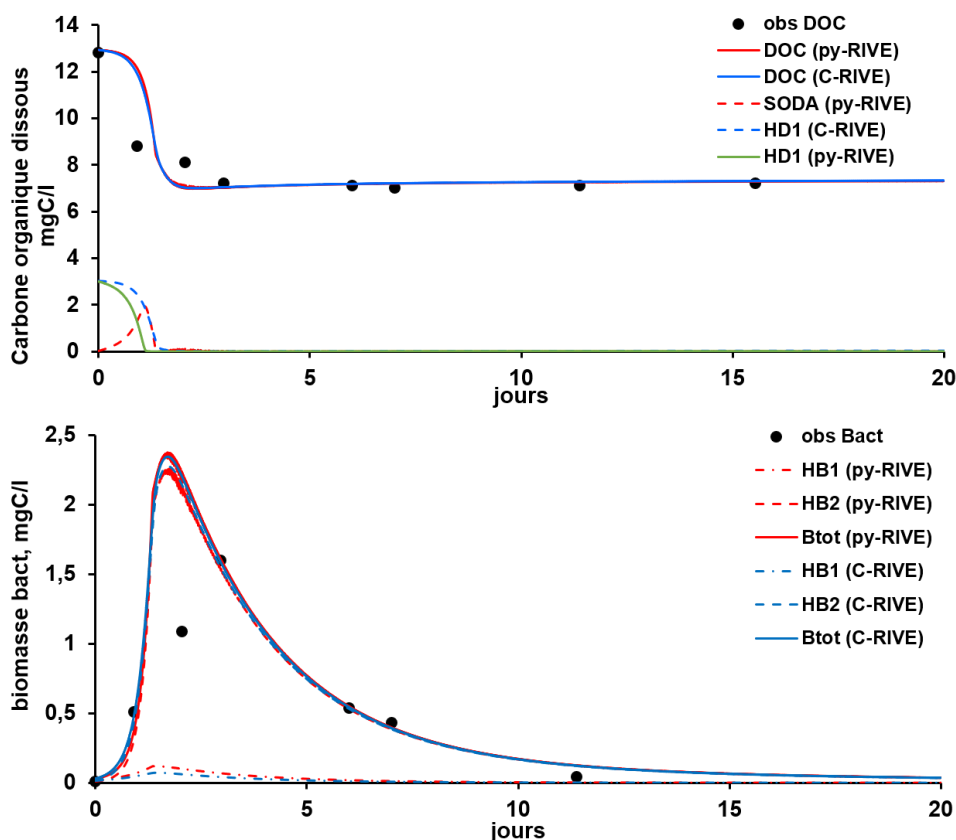 14
12
10
8
6
4
2
0
Carbone organique dissous
mgC/l
obs DOC
DOC (py-RIVE)
DOC (C-RIVE)
SODA (py-RIVE)
HD1 (C-RIVE)
HD1 (py-RIVE)
0
5
10
15
20
jours
2,5
2
1,5
1
0,5
0
biomasse bact, mgC/l
obs Bact
HB1 (py-RIVE)
HB2 (py-RIVE)
Btot (py-RIVE)
HB1 (C-RIVE)
HB2 (C-RIVE)
Btot (C-RIVE)
0
5
10
15
20
jours